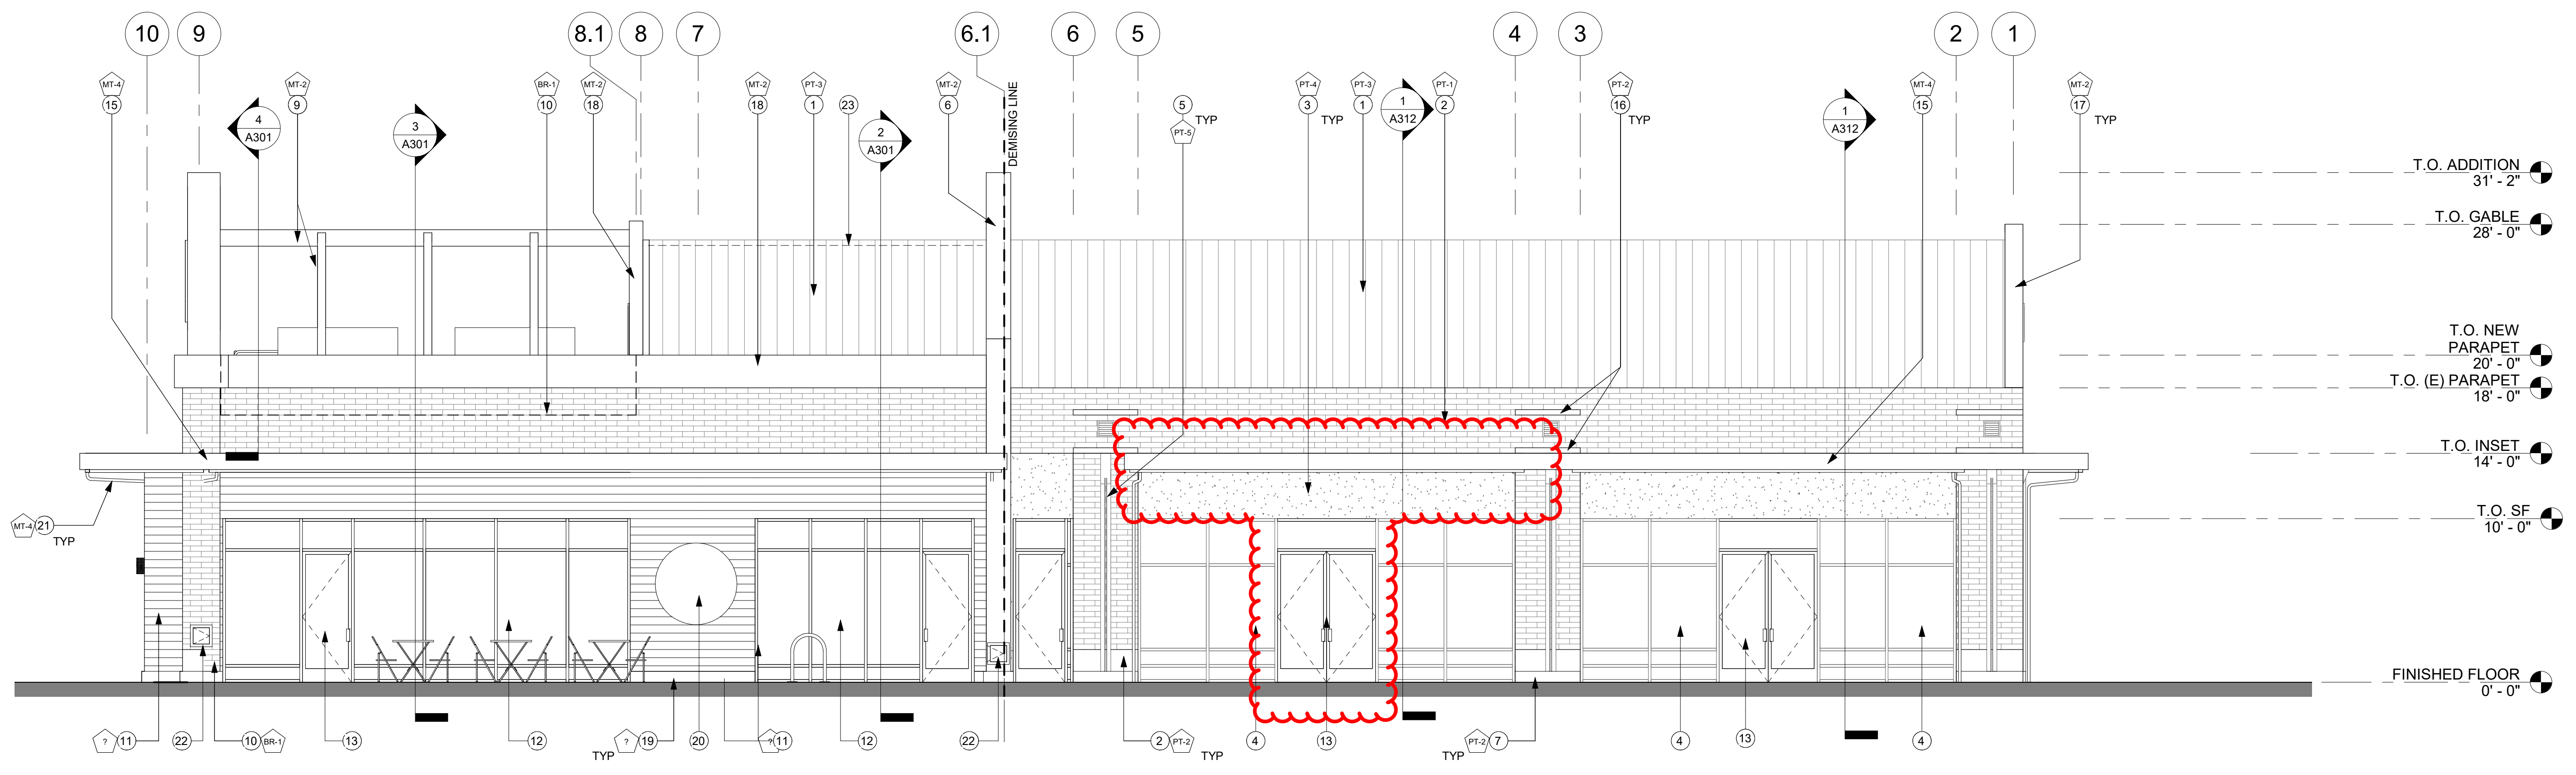 10 9 8.1 8 7 6.1 6 5 4 3 2 1
MT-4 MT-2 BR-1 MT-2 MT-2 PT-3 MT-2 PT-4 PT-3 PT-1 PT-2 MT-4 MT-2
15 9 10 18 18 1 23 6 5 3 1 2 16 15 17
TYP TYP TYP TYP
PT-5
DEMISING LINE
4
A301
3
A301
2
A301
1
A312
1
A312
T.O. ADDITION
31' - 2"
T.O. GABLE
28' - 0"
T.O. NEW
PARAPET
20' - 0"
T.O. (E) PARAPET
18' - 0"
T.O. INSET
14' - 0"
T.O. SF
10' - 0"
MT-4 21
TYP
FINISHED FLOOR
0' - 0"
? 11 22 10 BR-1 13 12 ? 19 20 ? 11 12 22 2 PT-2 4 13 PT-2 7 4 13 4
TYP TYP TYP